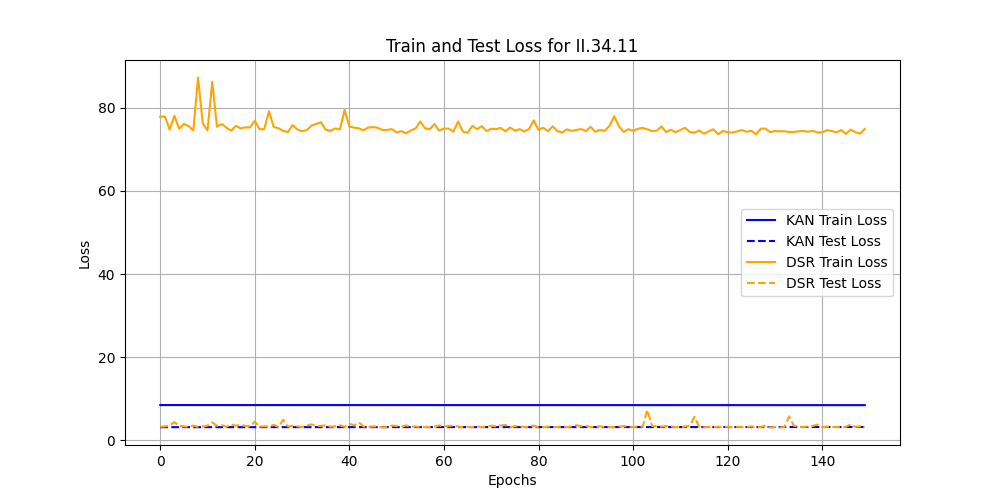 Train and Test Loss for II.34.11
80
60
40
20
0
Loss
KAN Train Loss
KAN Test Loss
DSR Train Loss
DSR Test Loss
0 20 40 60 80 100 120 140
Epochs